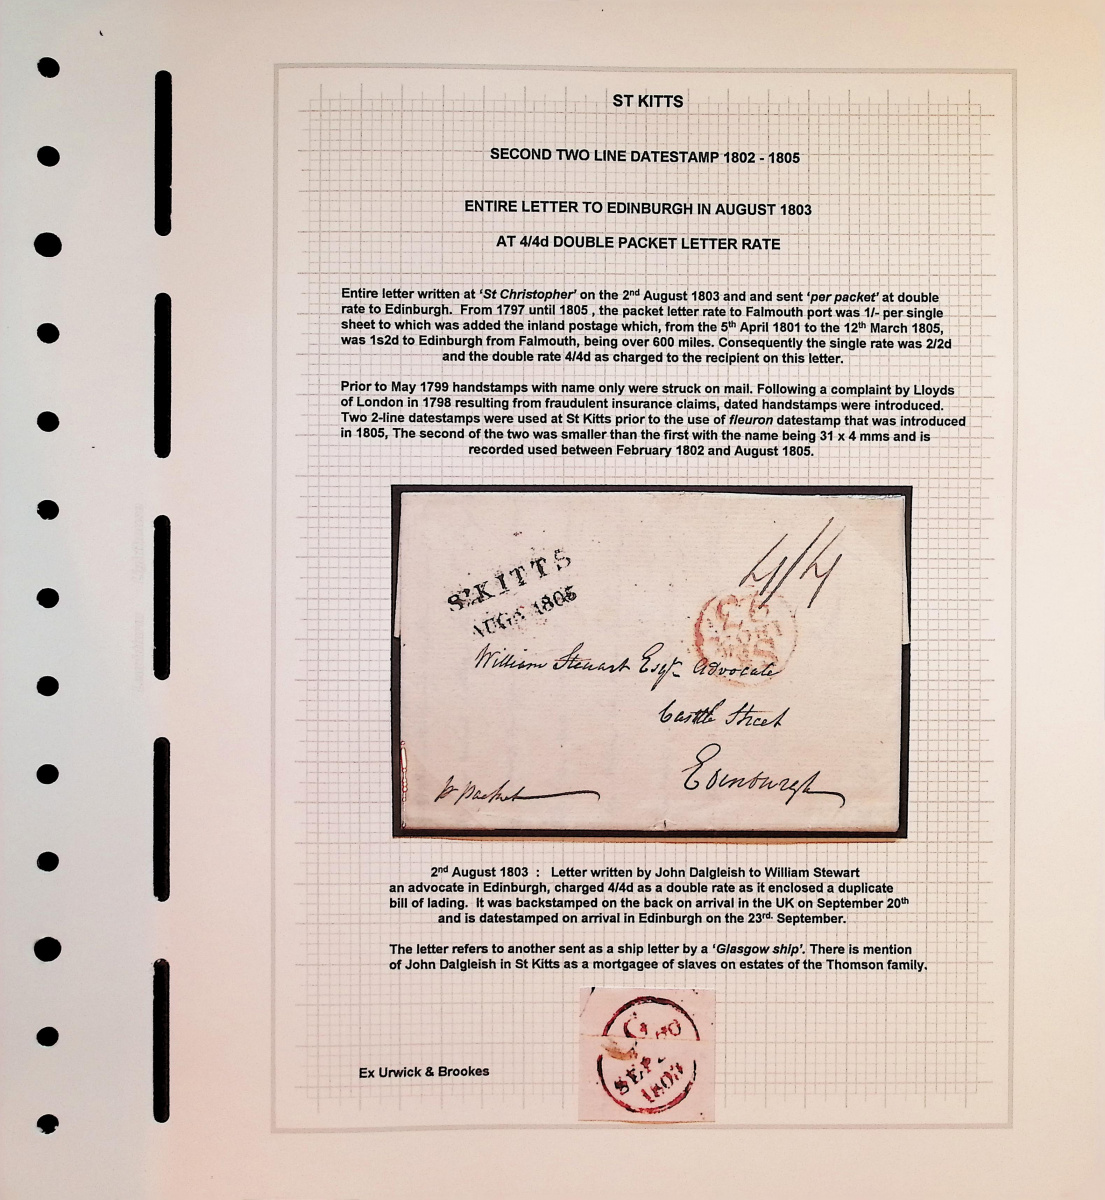 ST KITTS
SECOND TWO LINE DATESTAMP 1802 - 1805
ENTIRE LETTER TO EDINBURGH IN AUGUST 1803
AT 4/4d DOUBLE PACKET LETTER RATE
Entire letter written at ‘St Christopher’ on the 2nd August 1803 and and sent ‘per packet’ at double
rate to Edinburgh. From 1797 until 1805 , the packet letter rate to Falmouth port was 1/- per single
sheet to which was added the inland postage which, from the 5th April 1801 to the 12th March 1805,
was 1s2d to Edinburgh from Falmouth, being over 600 miles. Consequently the single rate was 2/2d
and the double rate 4/4d as charged to the recipient on this letter.
Prior to May 1799 handstamps with name only were struck on mail. Following a complaint by Lloyds
of London in 1798 resulting from fraudulent insurance claims, dated handstamps were introduced.
Two 2-line datestamps were used at St Kitts prior to the use of fleuron datestamp that was introduced
in 1805, The second of the two was smaller than the first with the name being 31 x 4 mms and is
recorded used between February 1802 and August 1805.
4/4
ST KITTS
AUG 1803
William Stewart Esqr Advocate
Castle Street
Edinburgh
pr packet
2nd August 1803 : Letter written by John Dalgleish to William Stewart
an advocate in Edinburgh, charged 4/4d as a double rate as it enclosed a duplicate
bill of lading. It was backstamped on the back on arrival in the UK on September 20th
and is datestamped on arrival in Edinburgh on the 23rd. September.
The letter refers to another sent as a ship letter by a ‘Glasgow ship’. There is mention
of John Dalgleish in St Kitts as a mortgagee of slaves on estates of the Thomson family.
SEP
1803
Ex Urwick & Brookes